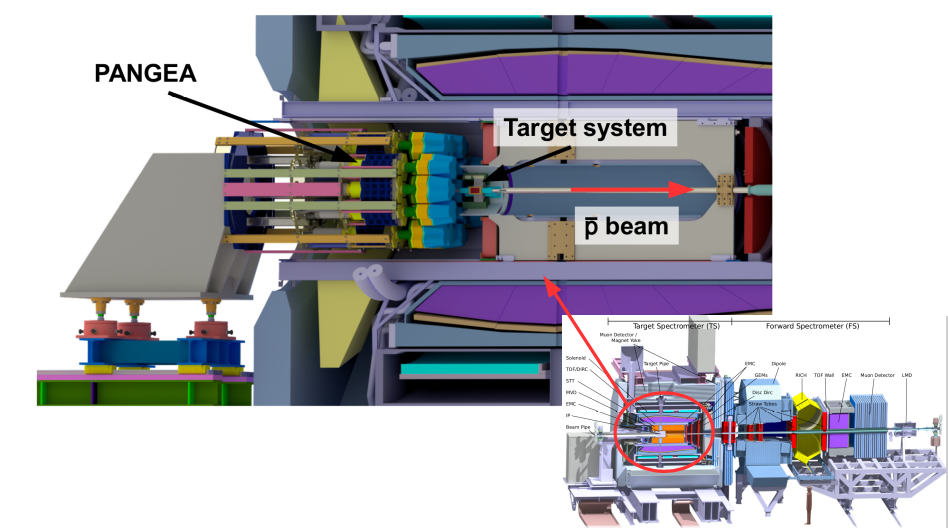 PANGEA
Target system
p̅ beam
Target Spectrometer (TS)
Forward Spectrometer (FS)
Muon Detector /
Magnet Yoke
Solenoid
TOF/DIRC
STT
MVD
EMC
IP
Beam Pipe
Target Pipe
EMC
GEMs
Dipole
Disc Dirc
Straw Tubes
RICH
TOF Wall
EMC
Muon Detector
LMD